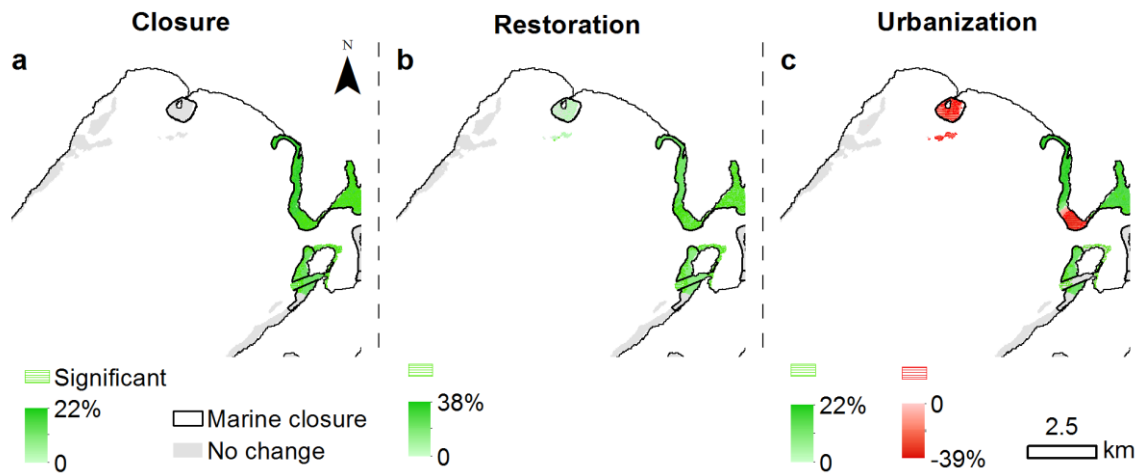 Closure
Restoration
Urbanization
a
N
b
c
Significant
22%
0
Marine closure
No change
38%
0
22%
0
0
-39%
2.5
km